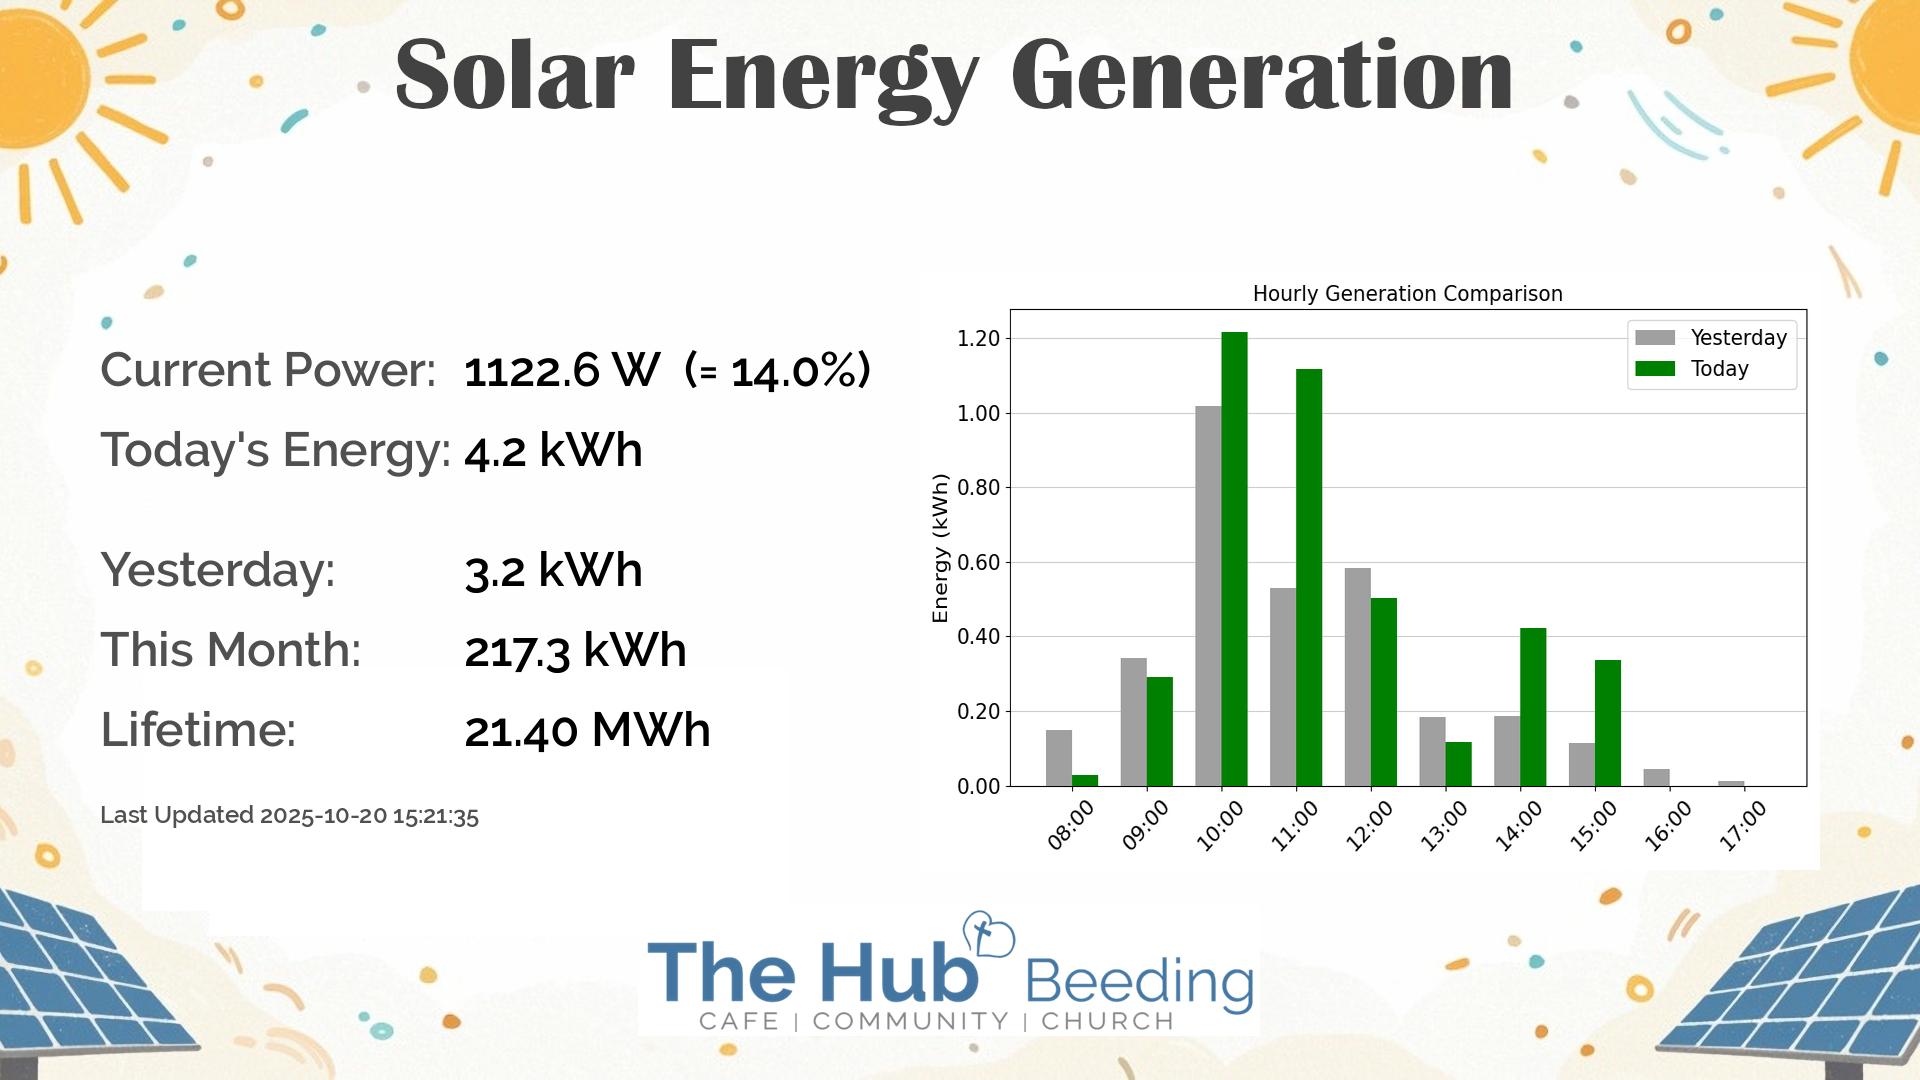 Solar Energy Generation
Current Power: 1122.6 W (= 14.0%)
Today's Energy: 4.2 kWh
Yesterday: 3.2 kWh
This Month: 217.3 kWh
Lifetime: 21.40 MWh
Last Updated 2025-10-20 15:21:35
Hourly Generation Comparison
Yesterday
Today
Energy (kWh)
1.20
1.00
0.80
0.60
0.40
0.20
0.00
08:00 09:00 10:00 11:00 12:00 13:00 14:00 15:00 16:00 17:00
The Hub Beeding
CAFE | COMMUNITY | CHURCH